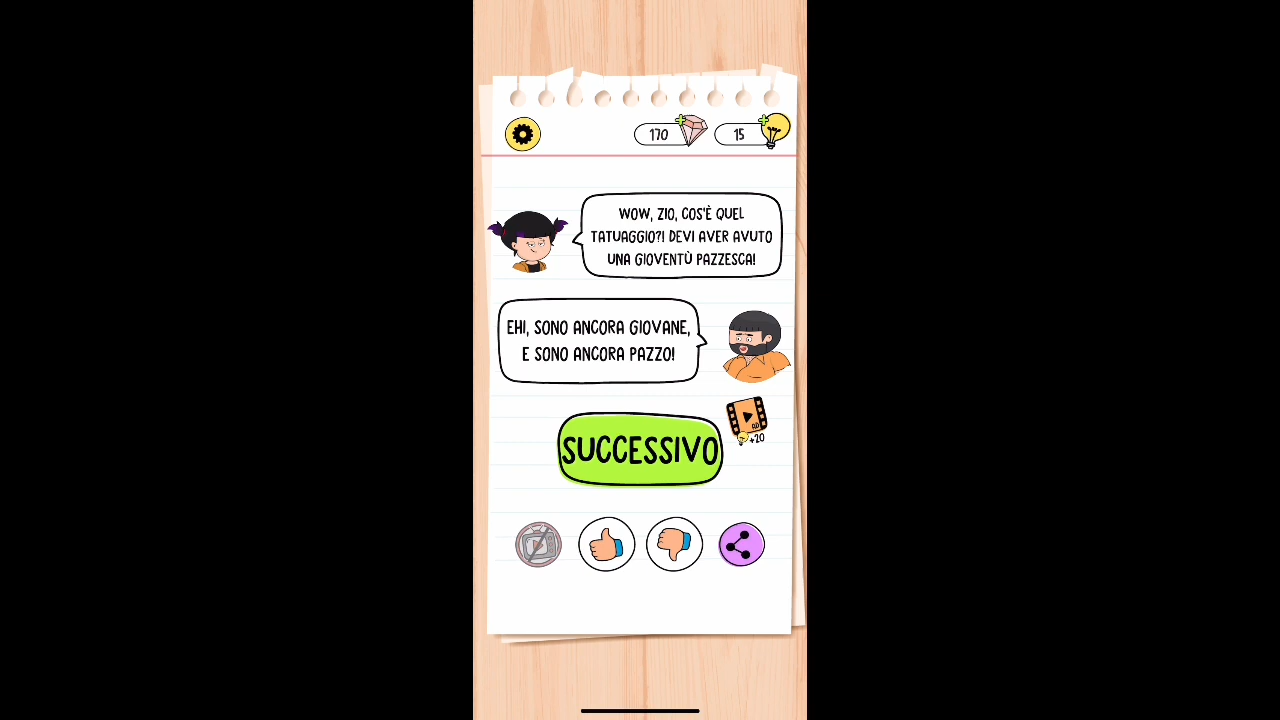 170
15
WOW, ZIO, COS'È QUEL
TATUAGGIO?! DEVI AVER AVUTO
UNA GIOVENTÙ PAZZESCA!
EHI, SONO ANCORA GIOVANE,
E SONO ANCORA PAZZO!
AD
+20
SUCCESSIVO